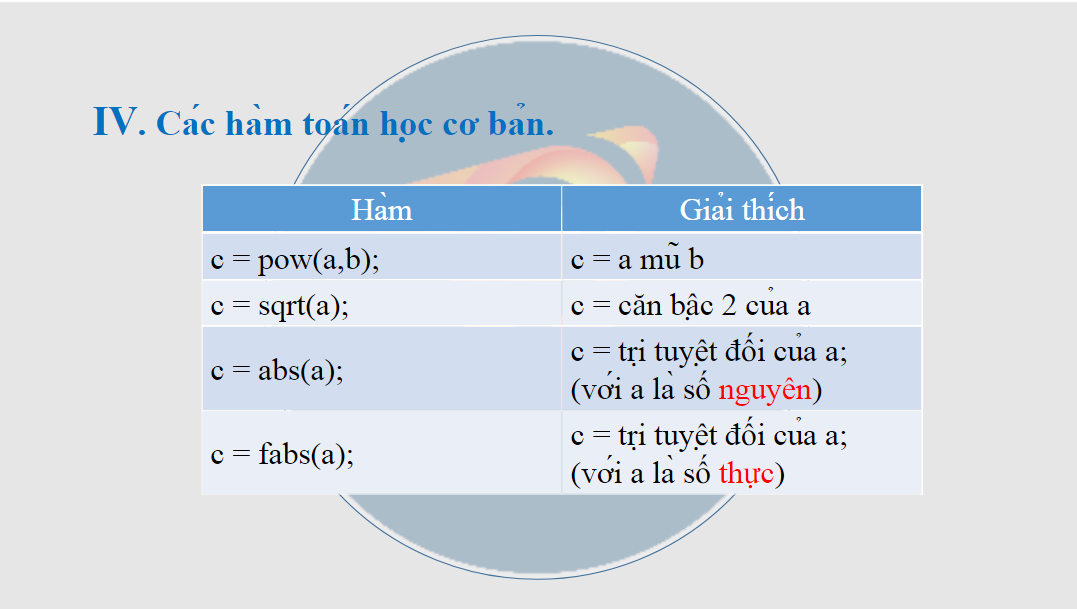 IV. Các hàm toán học cơ bản.
Hàm
Giải thích
c = pow(a,b);
c = a mũ b
c = sqrt(a);
c = căn bậc 2 của a
c = abs(a);
c = trị tuyệt đối của a;
(với a là số nguyên)
c = fabs(a);
c = trị tuyệt đối của a;
(với a là số thực)